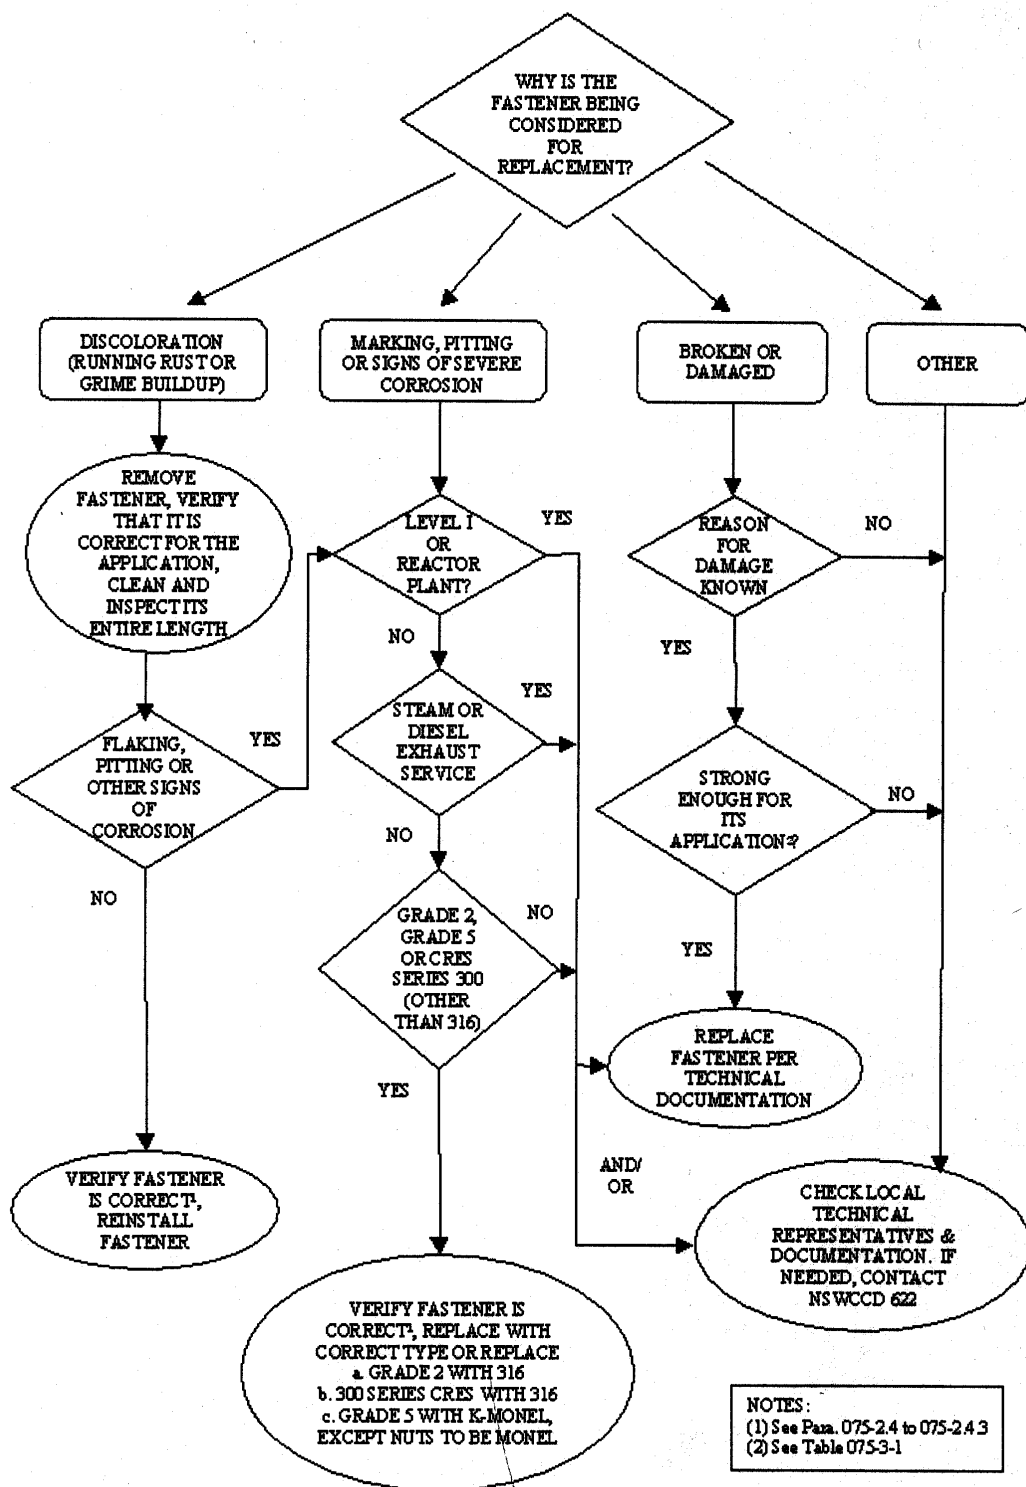 WHY IS THE
FASTENER BEING
CONSIDERED
FOR
REPLACEMENT?
DISCOLORATION
(RUNNING RUST OR
GRIME BUILDUP)
MARKING, PITTING
OR SIGNS OF SEVERE
CORROSION
BROKEN OR
DAMAGED
OTHER
REMOVE
FASTENER, VERIFY
THAT IT IS
CORRECT FOR THE
APPLICATION,
CLEAN AND
INSPECT ITS
ENTIRE LENGTH
LEVEL I
OR
REACTOR
PLANT?
YES
REASON
FOR
DAMAGE
KNOWN
NO
NO
YES
STEAM OR
DIESEL
EXHAUST
SERVICE
YES
FLAKING,
PITTING OR
OTHER SIGNS
OF
CORROSION
YES
STRONG
ENOUGH FOR
ITS
APPLICATION²?
NO
NO
NO
GRADE 2,
GRADE 5
OR CRES
SERIES 300
(OTHER
THAN 316)
NO
YES
YES
REPLACE
FASTENER PER
TECHNICAL
DOCUMENTATION
VERIFY FASTENER
IS CORRECT¹,
REINSTALL
FASTENER
AND/
OR
CHECK LOCAL
TECHNICAL
REPRESENTATIVES &
DOCUMENTATION. IF
NEEDED, CONTACT
NSWCCD 622
VERIFY FASTENER IS
CORRECT¹, REPLACE WITH
CORRECT TYPE OR REPLACE
a. GRADE 2 WITH 316
b. 300 SERIES CRES WITH 316
c. GRADE 5 WITH K-MONEL,
EXCEPT NUTS TO BE MONEL
NOTES:
(1) See Para. 075-2.4 to 075-2.4.3
(2) See Table 075-3-1